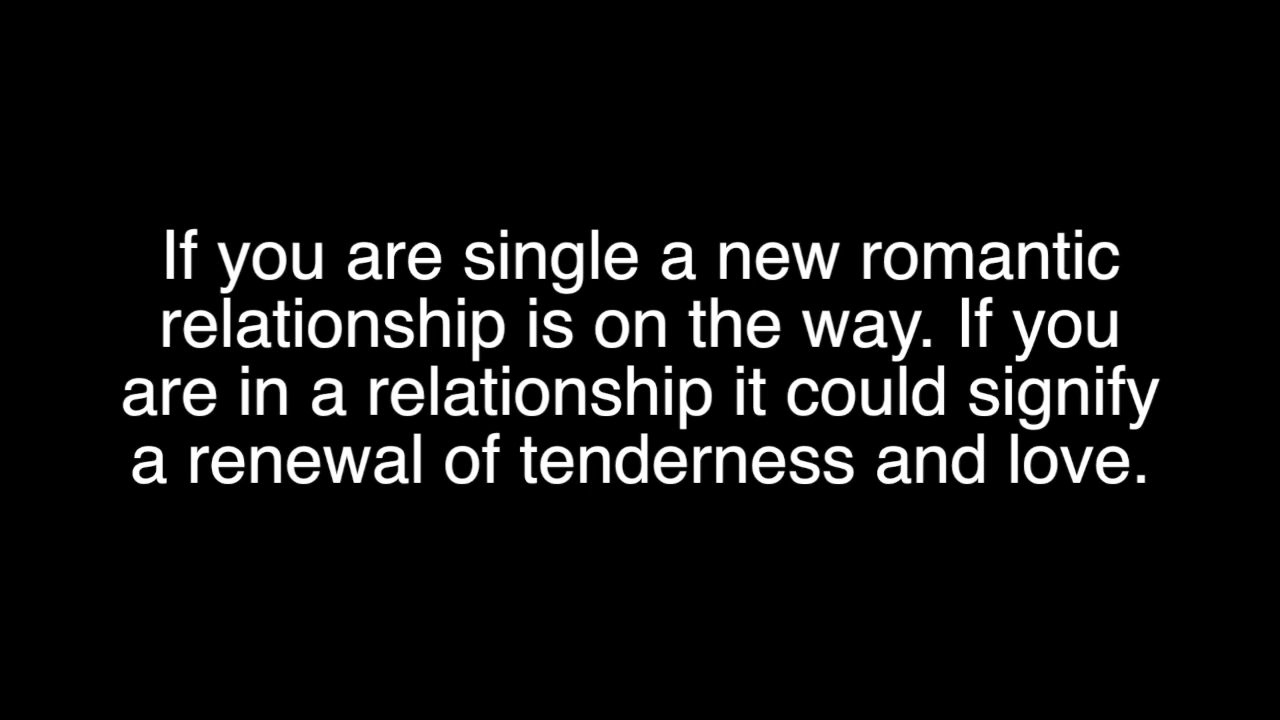 If you are single a new romantic
relationship is on the way. If you
are in a relationship it could signify
a renewal of tenderness and love.